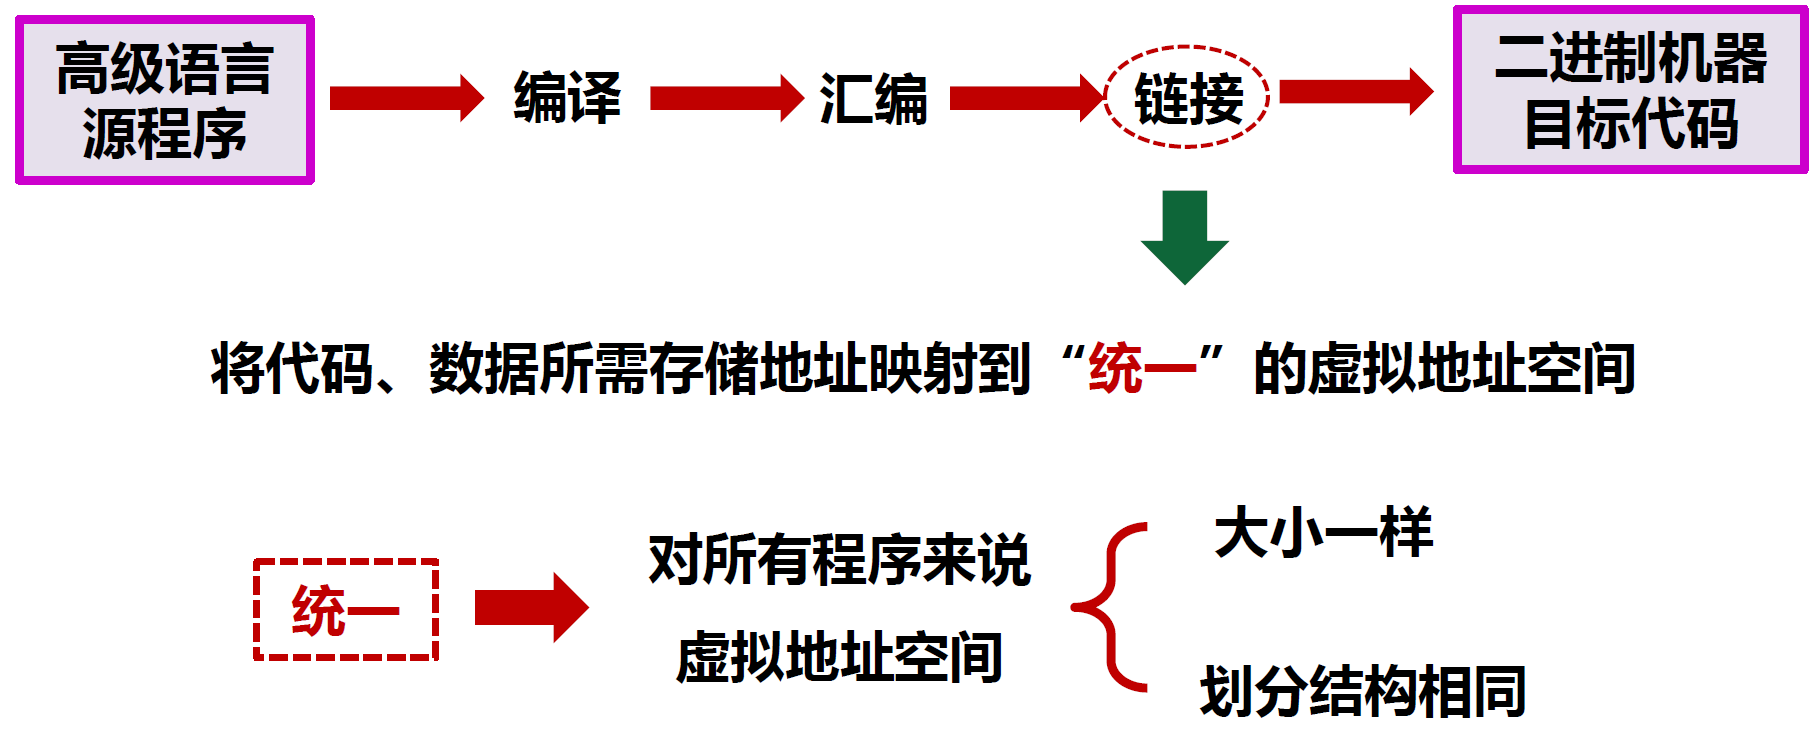 高级语言
源程序
编译
汇编
链接
二进制机器
目标代码
将代码、数据所需存储地址映射到“统一”的虚拟地址空间
统一
对所有程序来说
虚拟地址空间
大小一样
划分结构相同